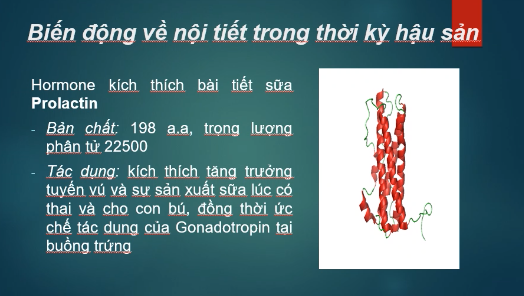 Biến động về nội tiết trong thời kỳ hậu sản
Hormone kích thích bài tiết sữa
Prolactin
- Bản chất: 198 a.a, trọng lượng
phân tử 22500
- Tác dụng: kích thích tăng trưởng
tuyến vú và sự sản xuất sữa lúc có
thai và cho con bú, đồng thời ức
chế tác dụng của Gonadotropin tại
buồng trứng